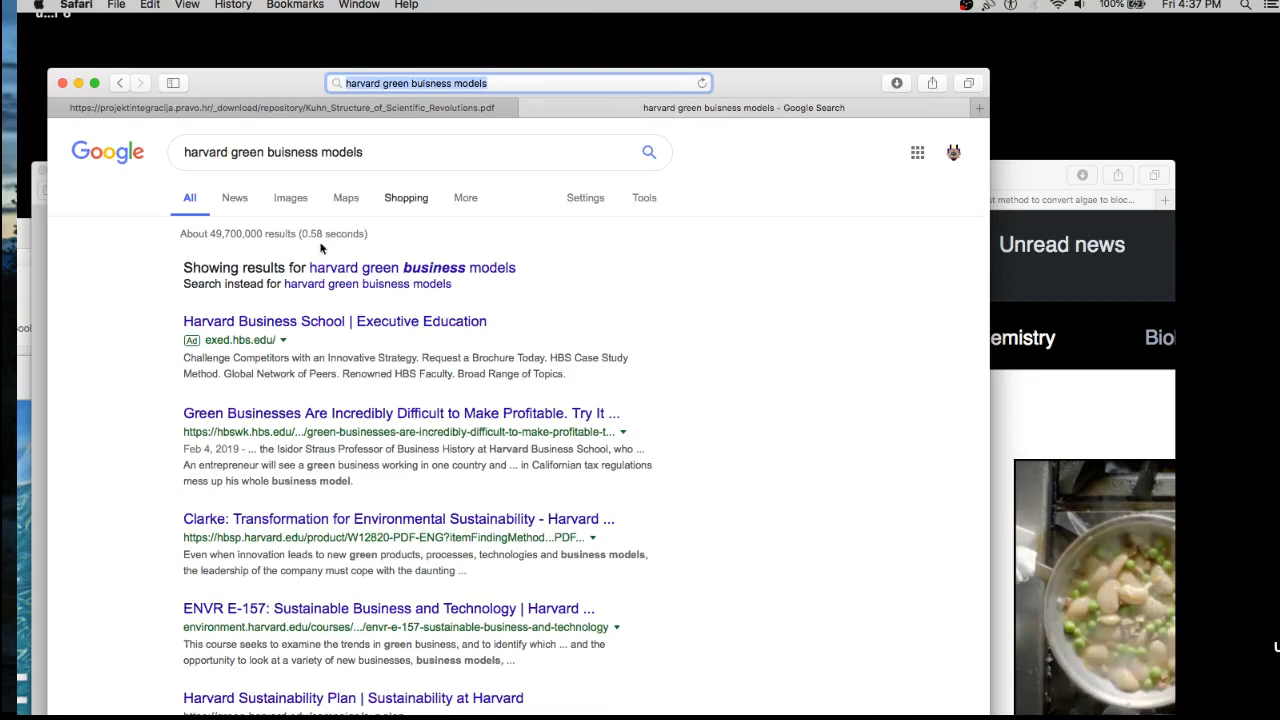 Safari File Edit View History Bookmarks Window Help 100% Fri 4:37 PM
harvard green buisness models
https://projektintegracija.pravo.hr/_download/repository/Kuhn_Structure_of_Scientific_Revolutions.pdf harvard green buisness models - Google Search
Google harvard green buisness models
All News Images Maps Shopping More Settings Tools
About 49,700,000 results (0.58 seconds)
Showing results for harvard green business models
Search instead for harvard green buisness models
Harvard Business School | Executive Education
Ad exed.hbs.edu/
Challenge Competitors with an Innovative Strategy. Request a Brochure Today. HBS Case Study
Method. Global Network of Peers. Renowned HBS Faculty. Broad Range of Topics.
Green Businesses Are Incredibly Difficult to Make Profitable. Try It ...
https://hbswk.hbs.edu/.../green-businesses-are-incredibly-difficult-to-make-profitable-t...
Feb 4, 2019 - ... the Isidor Straus Professor of Business History at Harvard Business School, who ...
An entrepreneur will see a green business working in one country and ... in Californian tax regulations
mess up his whole business model.
Clarke: Transformation for Environmental Sustainability - Harvard ...
https://hbsp.harvard.edu/product/W12820-PDF-ENG?itemFindingMethod...PDF...
Even when innovation leads to new green products, processes, technologies and business models,
the leadership of the company must cope with the daunting ...
ENVR E-157: Sustainable Business and Technology | Harvard ...
environment.harvard.edu/courses/.../envr-e-157-sustainable-business-and-technology
This course seeks to examine the trends in green business, and to identify which ... and the
opportunity to look at a variety of new businesses, business models, ...
Harvard Sustainability Plan | Sustainability at Harvard
st method to convert algae to bioc...
Unread news
emistry Biol